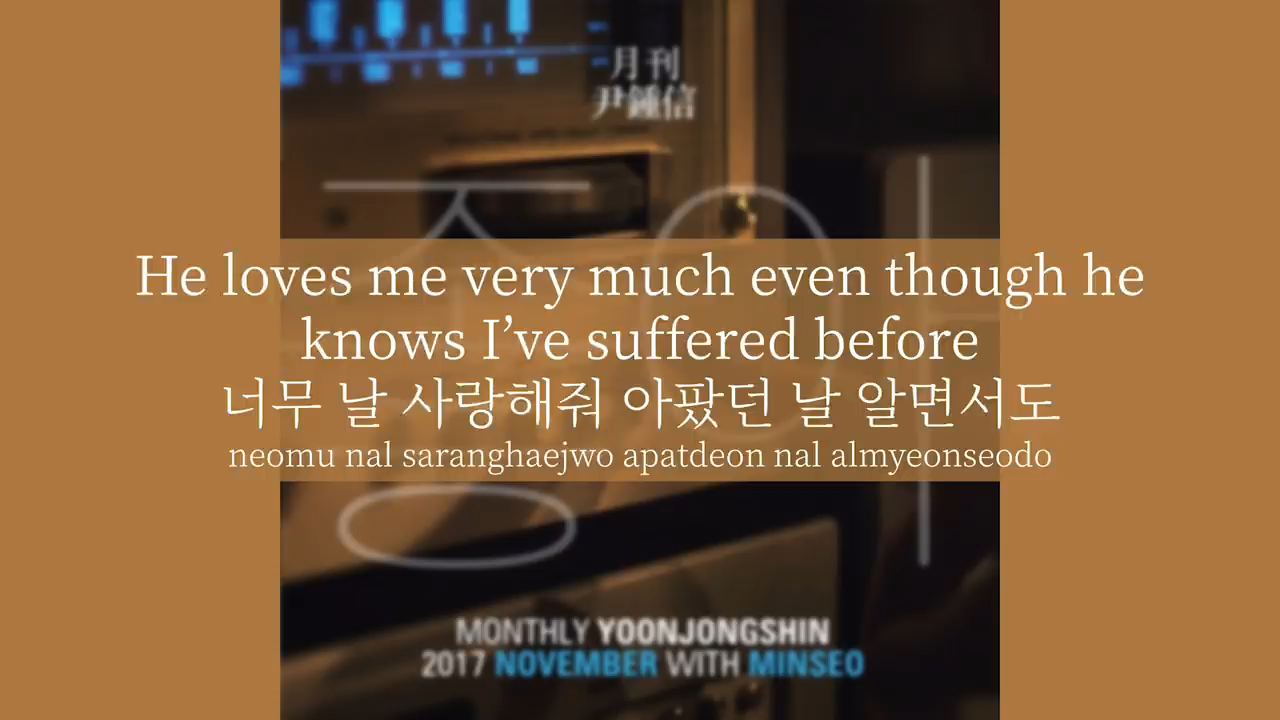 月刊
尹鍾信
좋아
He loves me very much even though he
knows I’ve suffered before
너무 날 사랑해줘 아팠던 날 알면서도
neomu nal saranghaejwo apatdeon nal almyeonseodo
MONTHLY YOONJONGSHIN
2017 NOVEMBER WITH MINSEO